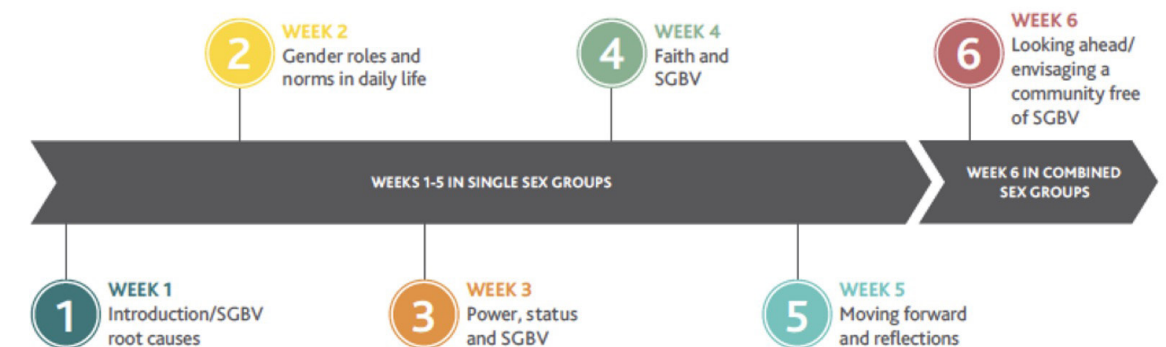 2
WEEK 2
Gender roles and
norms in daily life
4
WEEK 4
Faith and
SGBV
6
WEEK 6
Looking ahead/
envisaging a
community free
of SGBV
WEEKS 1-5 IN SINGLE SEX GROUPS
WEEK 6 IN COMBINED
SEX GROUPS
1
WEEK 1
Introduction/SGBV
root causes
3
WEEK 3
Power, status
and SGBV
5
WEEK 5
Moving forward
and reflections